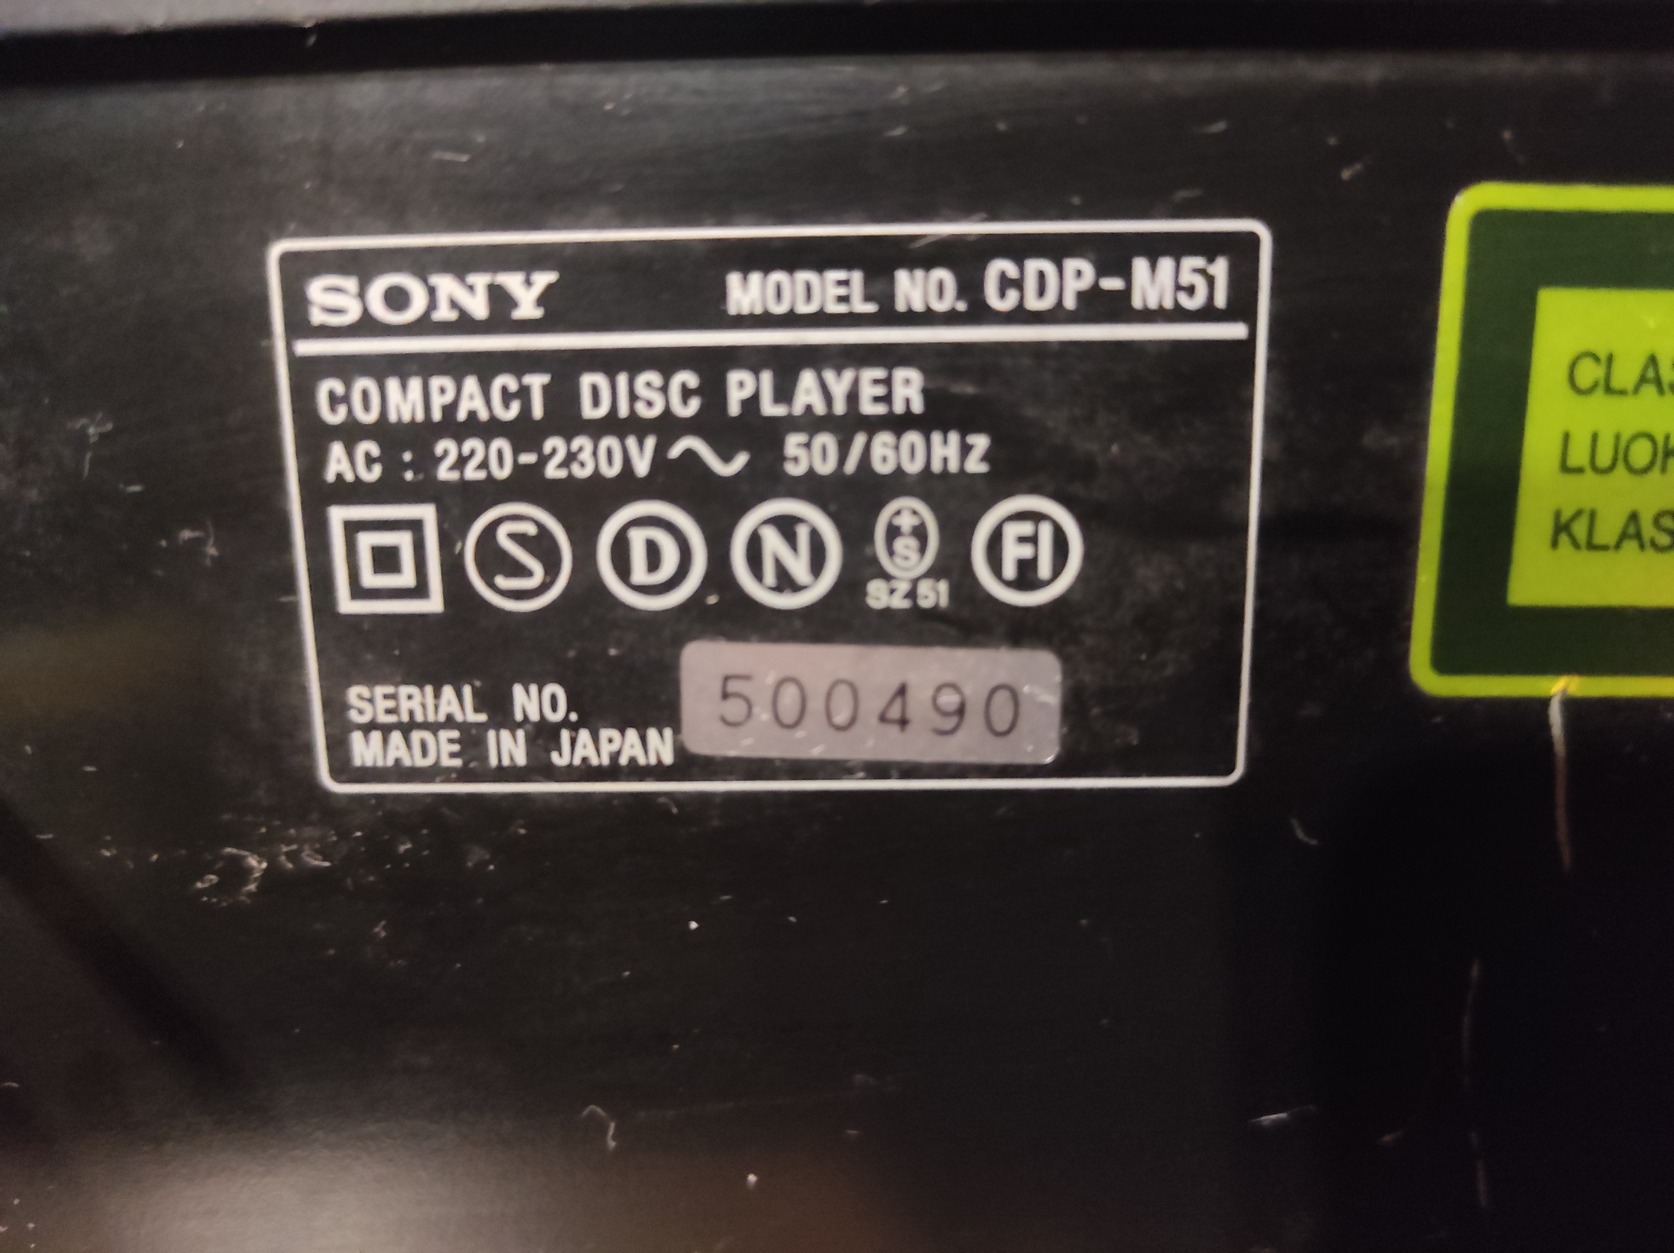 SONY MODEL NO. CDP-M51
COMPACT DISC PLAYER
AC : 220-230V ~ 50/60Hz
S D N +S FI
SZ 51
SERIAL NO. 500490
MADE IN JAPAN
CLAS
LUOK
KLAS